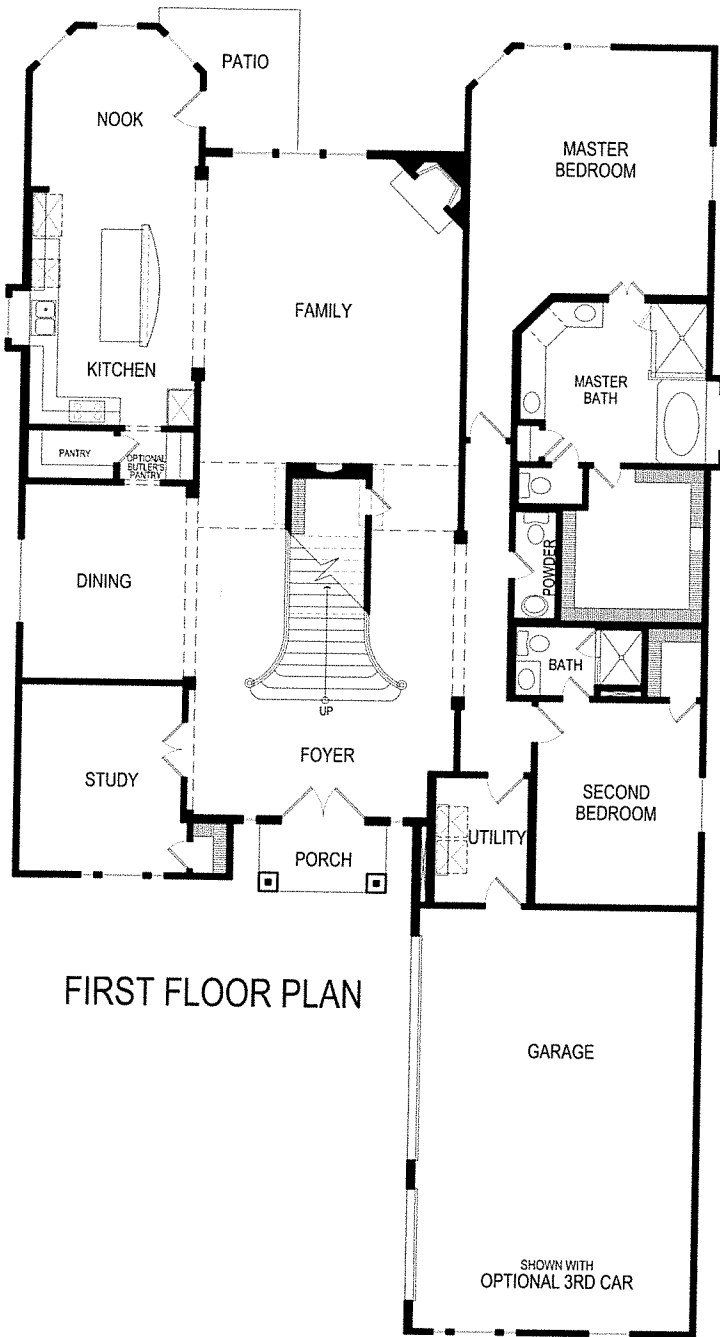 PATIO
NOOK
MASTER
BEDROOM
FAMILY
KITCHEN
MASTER
BATH
PANTRY
OPTIONAL
BUTLER'S
PANTRY
DINING
POWDER
BATH
UP
FOYER
STUDY
SECOND
BEDROOM
UTILITY
PORCH
FIRST FLOOR PLAN
GARAGE
SHOWN WITH
OPTIONAL 3RD CAR